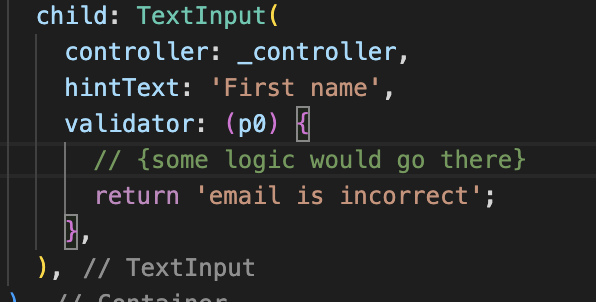 child: TextInput(
controller: _controller,
hintText: 'First name',
validator: (p0) {
// {some logic would go there}
return 'email is incorrect';
},
), // TextInput
) // Container